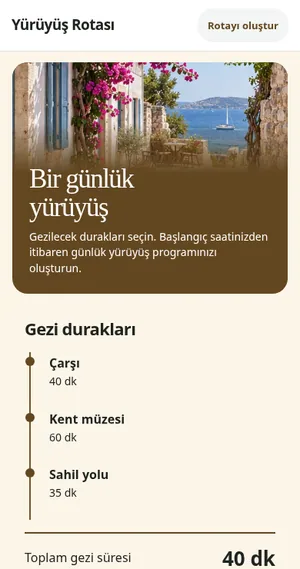 Yürüyüş Rotası
Rotayı oluştur
Bir günlük
yürüyüş
Gezilecek durakları seçin. Başlangıç saatinizden
itibaren günlük yürüyüş programınızı
oluşturun.
Gezi durakları
Çarşı
40 dk
Kent müzesi
60 dk
Sahil yolu
35 dk
Toplam gezi süresi
40 dk